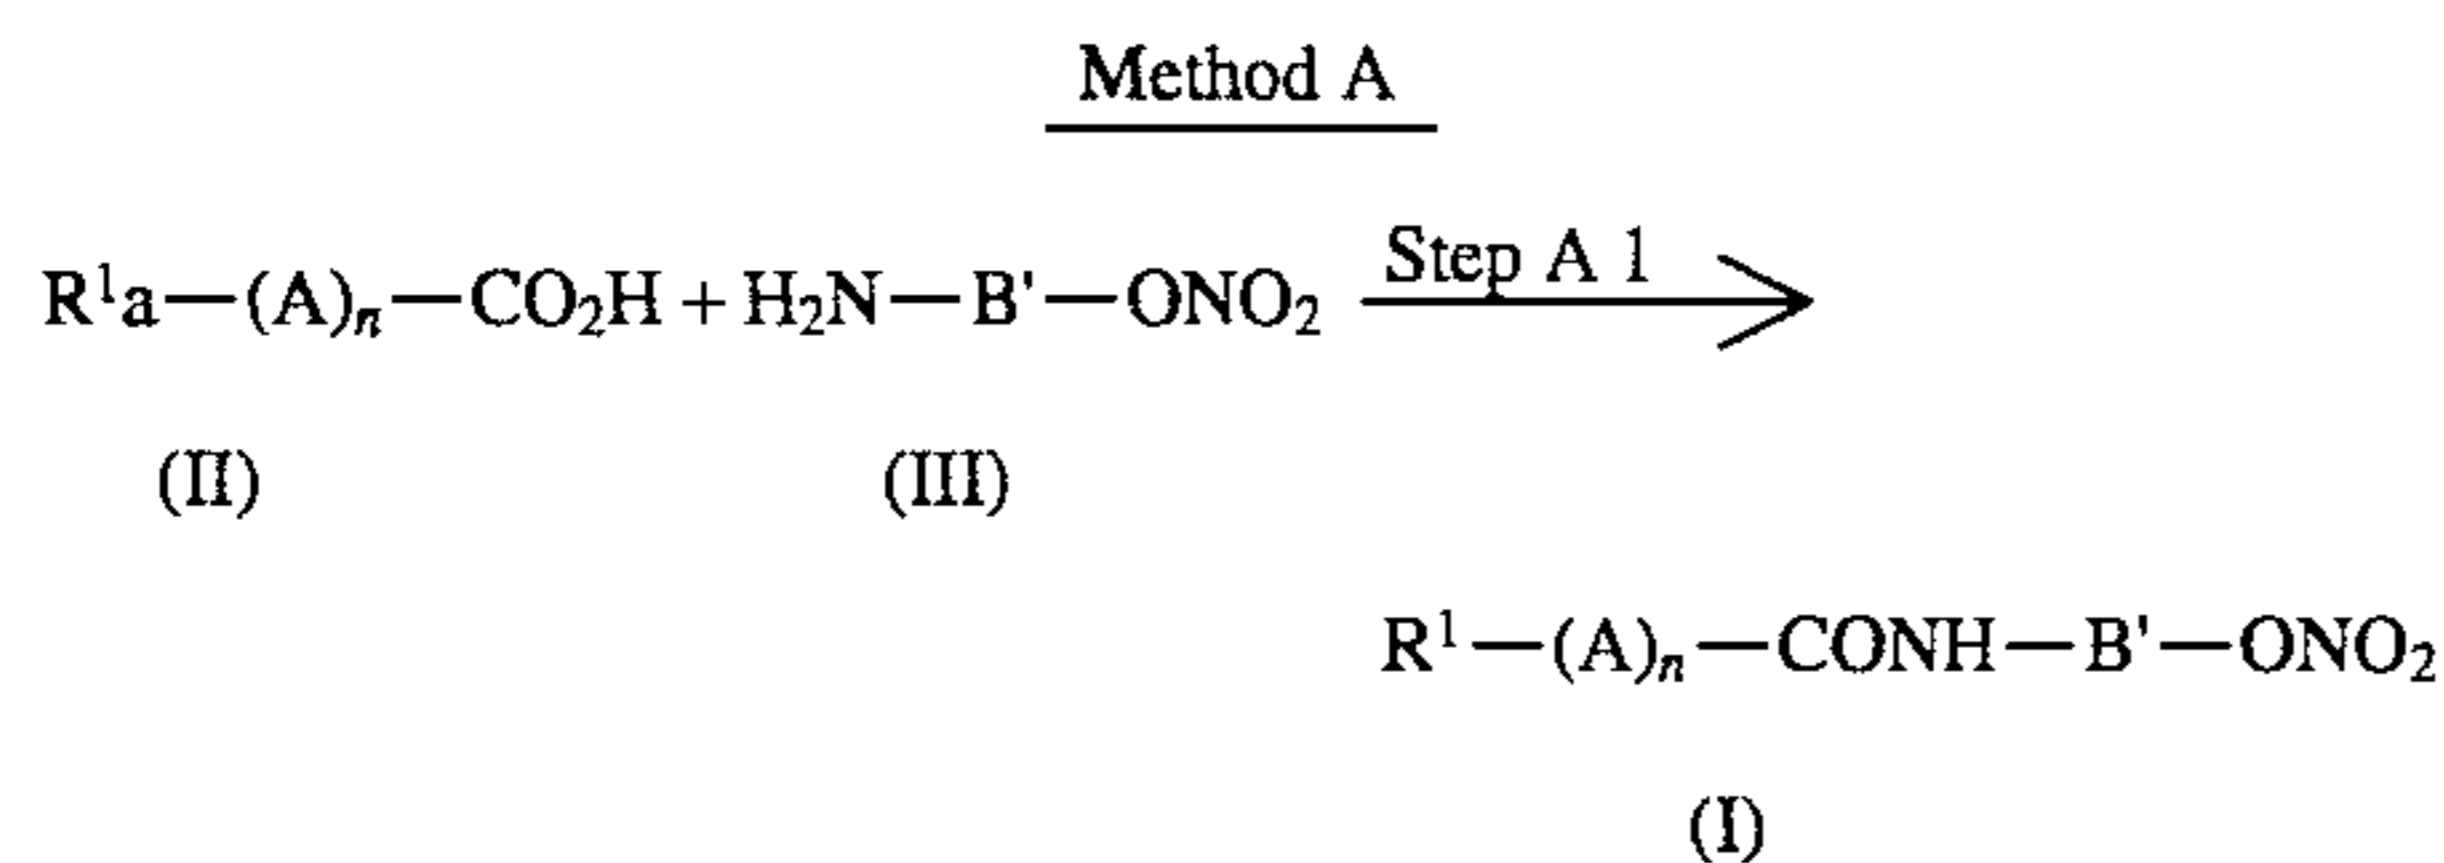 Method A
R¹a—(A)ₙ—CO₂H + H₂N—B'—ONO₂ Step A 1
(II) (III)
R¹—(A)ₙ—CONH—B'—ONO₂
(I)